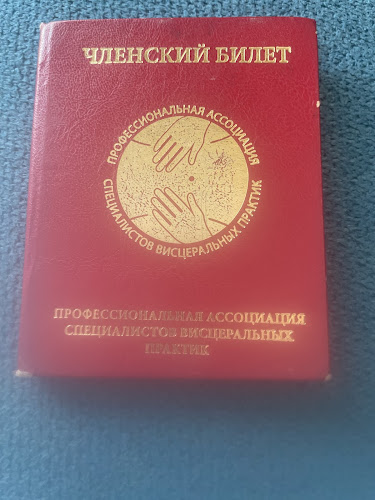 ЧЛЕНСКИЙ БИЛЕТ
ПРОФЕССИОНАЛЬНАЯ АССОЦИАЦИЯ
СПЕЦИАЛИСТОВ ВИСЦЕРАЛЬНЫХ ПРАКТИК
ПРОФЕССИОНАЛЬНАЯ АССОЦИАЦИЯ
СПЕЦИАЛИСТОВ ВИСЦЕРАЛЬНЫХ
ПРАКТИК